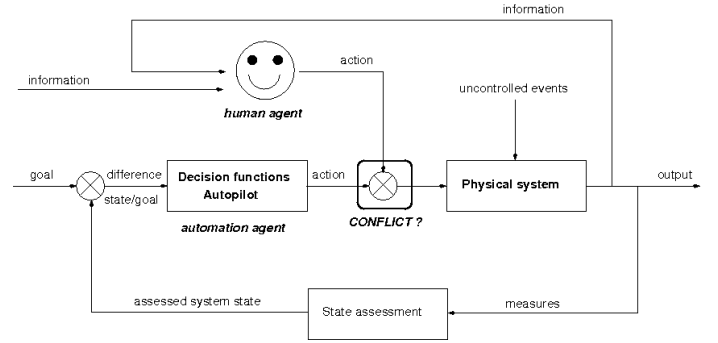 information
action
information
human agent
uncontrolled events
goal
difference
state/goal
Decision functions
Autopilot
automation agent
action
CONFLICT ?
Physical system
output
assessed system state
State assessment
measures